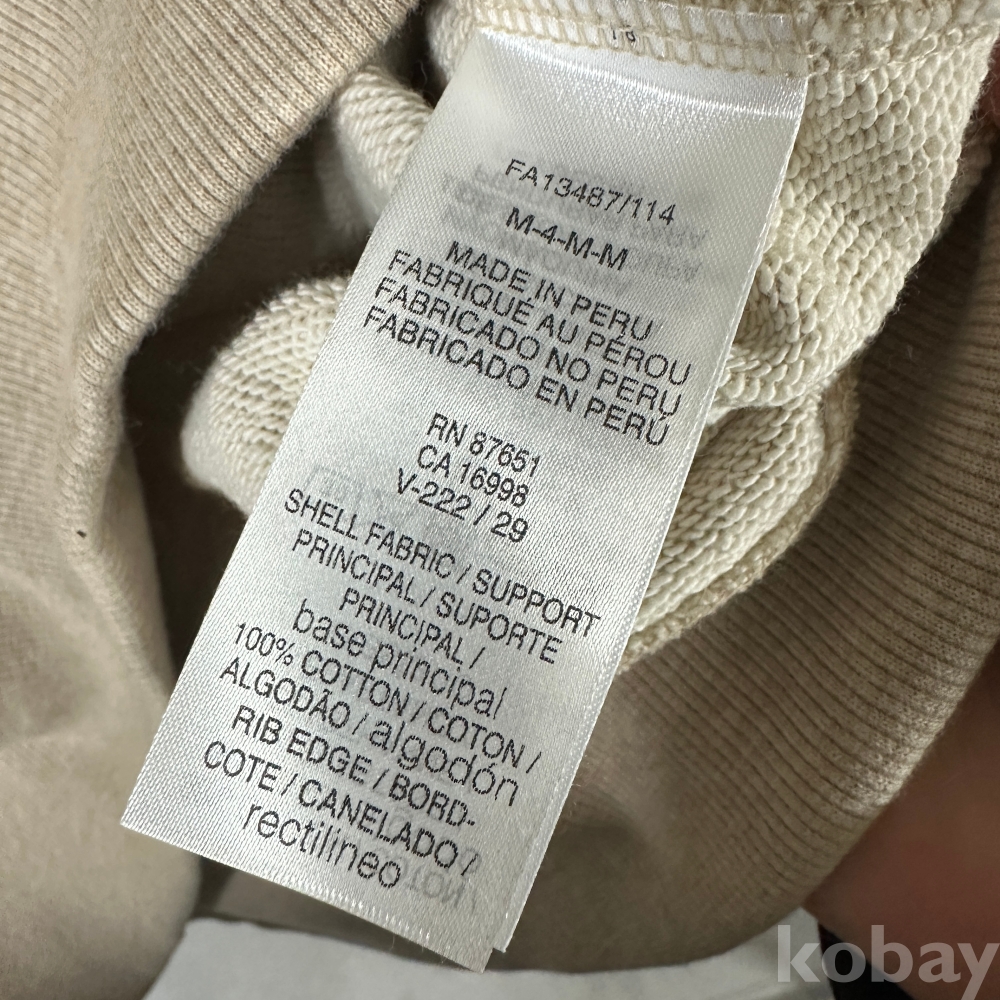 FA13487/114
M-4-M-M
MADE IN PERU
FABRIQUÉ AU PÉROU
FABRICADO NO PERU
FABRICADO EN PERÚ
RN 87651
CA 16998
V-222 / 29
SHELL FABRIC / SUPPORT
PRINCIPAL / SUPORTE
PRINCIPAL /
base principal
100% COTTON / COTON /
ALGODÃO / algodón
RIB EDGE / BORD-
COTE / CANELADO /
rectilineo
kobay